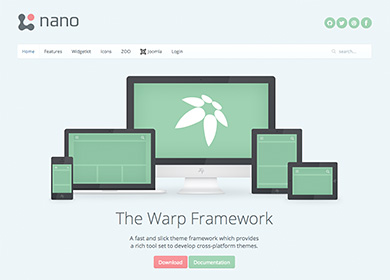 nano
Home Features Widgetkit Icons ZOO Joomla Login search...
The Warp Framework
A fast and slick theme framework which provides
a rich tool set to develop cross-platform themes.
Download Documentation